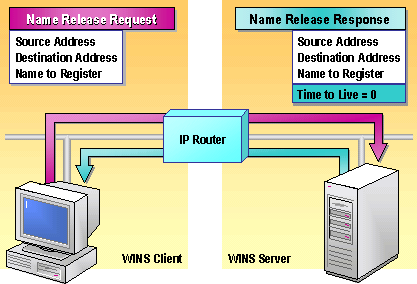 Name Release Request
Source Address
Destination Address
Name to Register
Name Release Response
Source Address
Destination Address
Name to Register
Time to Live = 0
IP Router
WINS Client
WINS Server